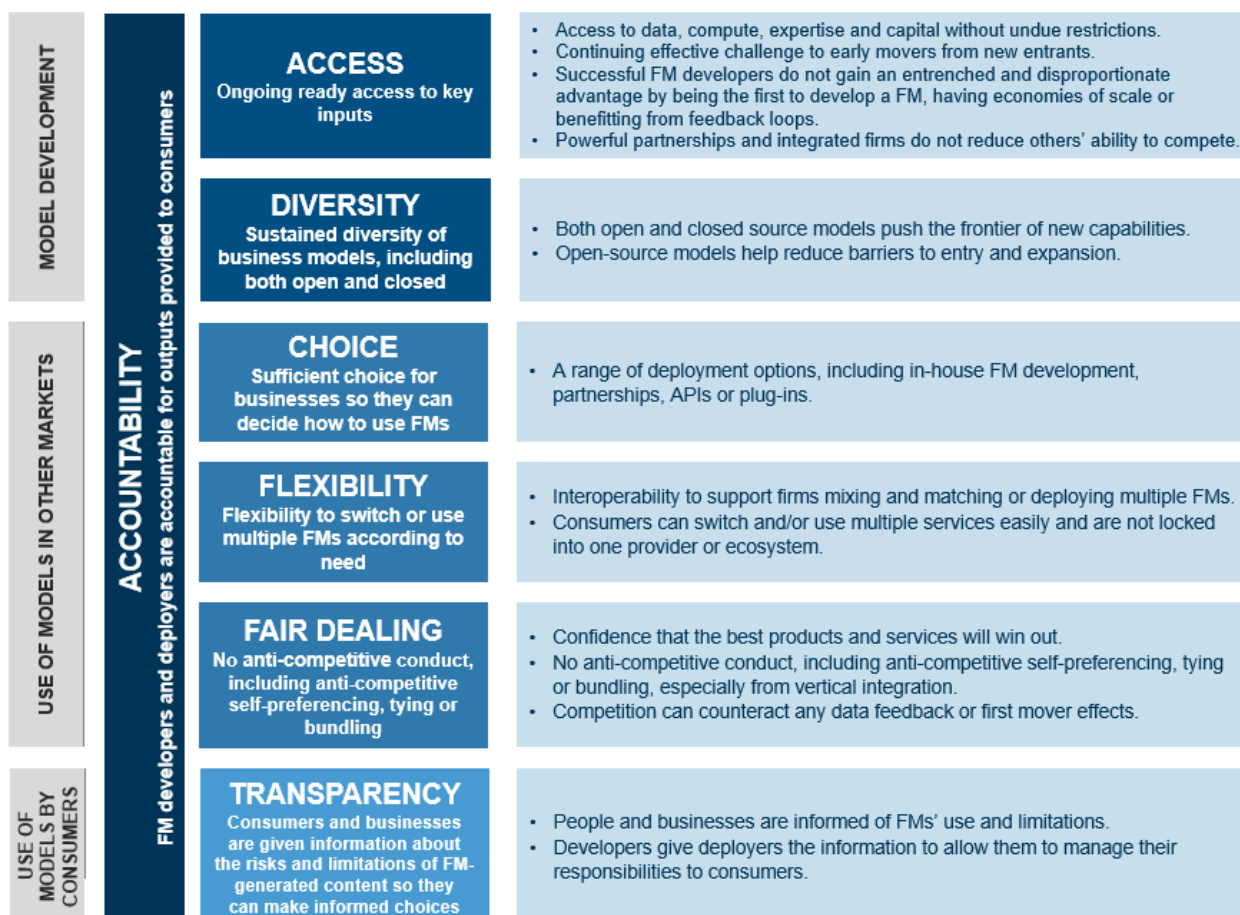 MODEL DEVELOPMENT
ACCOUNTABILITY
FM developers and deployers are accountable for outputs provided to consumers
ACCESS
Ongoing ready access to key
inputs
• Access to data, compute, expertise and capital without undue restrictions.
• Continuing effective challenge to early movers from new entrants.
• Successful FM developers do not gain an entrenched and disproportionate
advantage by being the first to develop a FM, having economies of scale or
benefitting from feedback loops.
• Powerful partnerships and integrated firms do not reduce others’ ability to compete.
DIVERSITY
Sustained diversity of
business models, including
both open and closed
• Both open and closed source models push the frontier of new capabilities.
• Open-source models help reduce barriers to entry and expansion.
USE OF MODELS IN OTHER MARKETS
CHOICE
Sufficient choice for
businesses so they can
decide how to use FMs
• A range of deployment options, including in-house FM development,
partnerships, APIs or plug-ins.
FLEXIBILITY
Flexibility to switch or use
multiple FMs according to
need
• Interoperability to support firms mixing and matching or deploying multiple FMs.
• Consumers can switch and/or use multiple services easily and are not locked
into one provider or ecosystem.
FAIR DEALING
No anti-competitive conduct,
including anti-competitive
self-preferencing, tying or
bundling
• Confidence that the best products and services will win out.
• No anti-competitive conduct, including anti-competitive self-preferencing, tying
or bundling, especially from vertical integration.
• Competition can counteract any data feedback or first mover effects.
USE OF
MODELS BY
CONSUMERS
TRANSPARENCY
Consumers and businesses
are given information about
the risks and limitations of FM-
generated content so they
can make informed choices
• People and businesses are informed of FMs’ use and limitations.
• Developers give deployers the information to allow them to manage their
responsibilities to consumers.